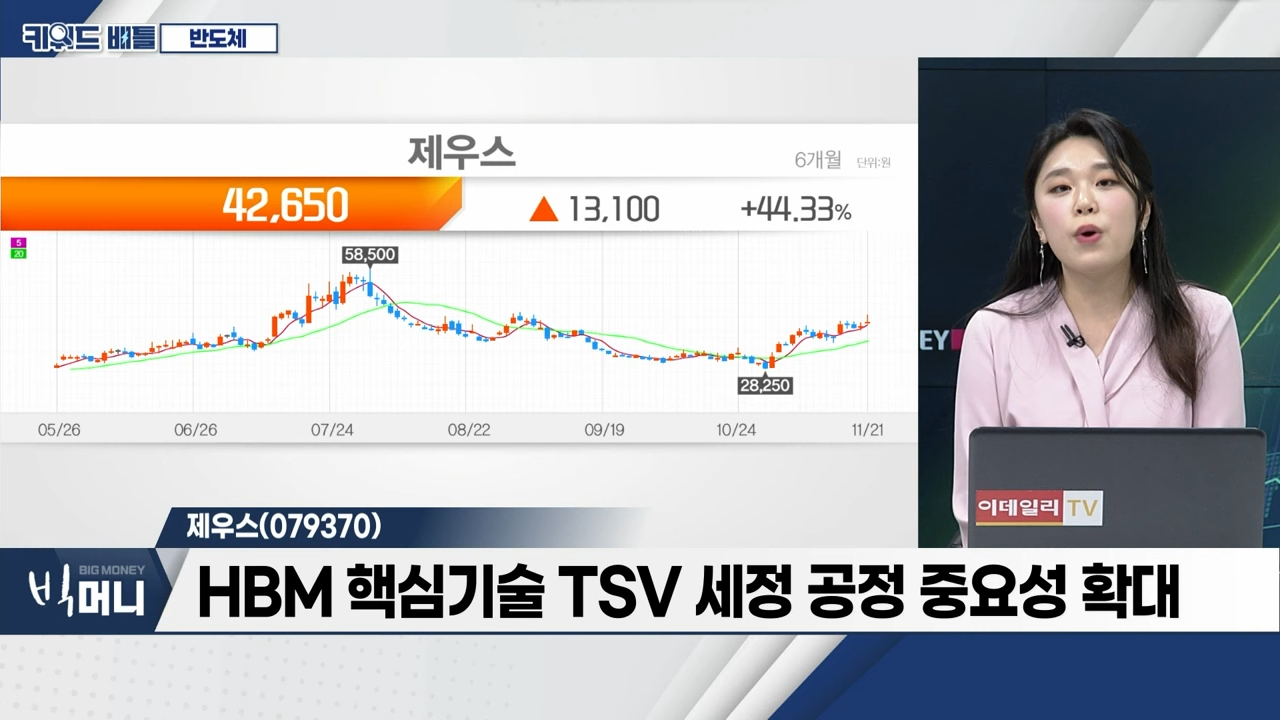 키워드 배틀 반도체
제우스
6개월 단위:원
42,650 ▲ 13,100 +44.33%
5
20
58,500
28,250
05/26 06/26 07/24 08/22 09/19 10/24 11/21
EY
이데일리 TV
제우스(079370)
BIG MONEY
빅머니
HBM 핵심기술 TSV 세정 공정 중요성 확대